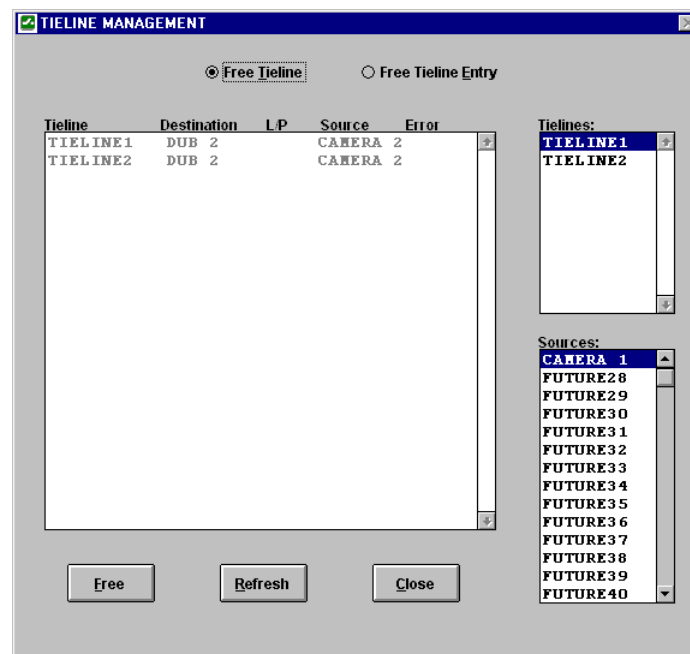 TIELINE MANAGEMENT
Free Tieline Free Tieline Entry
Tieline Destination L/P Source Error
TIELINE1 DUB 2 CAMERA 2
TIELINE2 DUB 2 CAMERA 2
Tielines:
TIELINE1
TIELINE2
Sources:
CAMERA 1
FUTURE28
FUTURE29
FUTURE30
FUTURE31
FUTURE32
FUTURE33
FUTURE34
FUTURE35
FUTURE36
FUTURE37
FUTURE38
FUTURE39
FUTURE40
Free Refresh Close